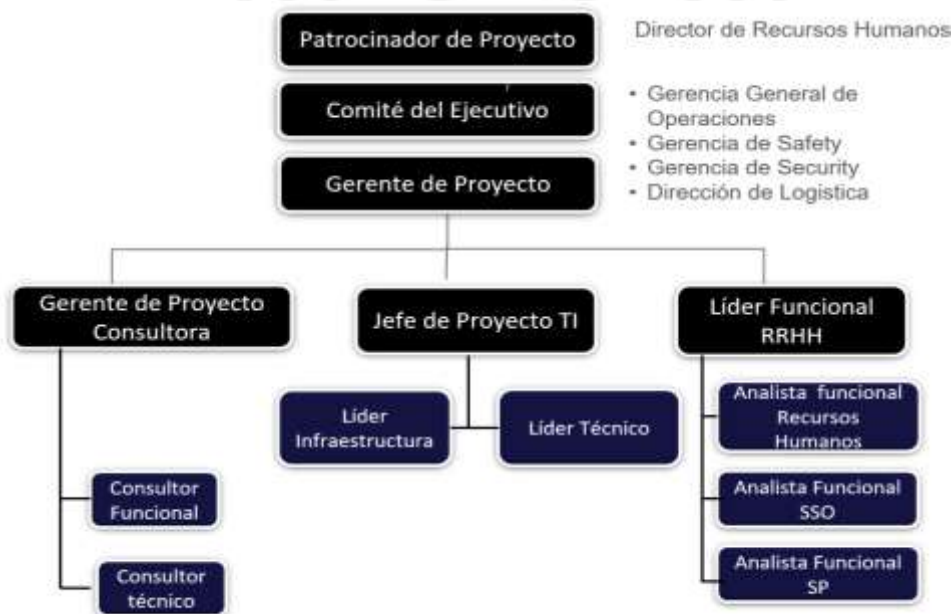 Patrocinador de Proyecto
Director de Recursos Humanos
Comité del Ejecutivo
• Gerencia General de
Operaciones
• Gerencia de Safety
• Gerencia de Security
• Dirección de Logistica
Gerente de Proyecto
Gerente de Proyecto
Consultora
Jefe de Proyecto TI
Líder Funcional
RRHH
Líder
Infraestructura
Líder Técnico
Analista funcional
Recursos
Humanos
Consultor
Funcional
Analista Funcional
SSO
Consultor
técnico
Analista Funcional
SP